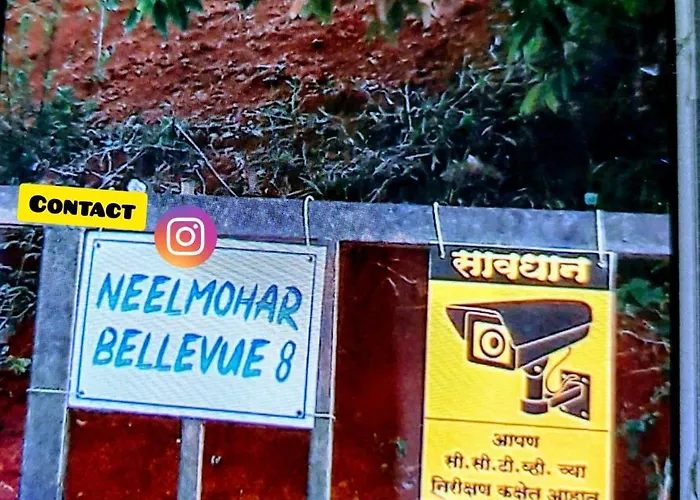 CONTACT
NEELMOHAR
BELLEVUE 8
सावधान
आपण
सी.सी.टी.व्ही. च्या
निरीक्षण कक्षेत आहात